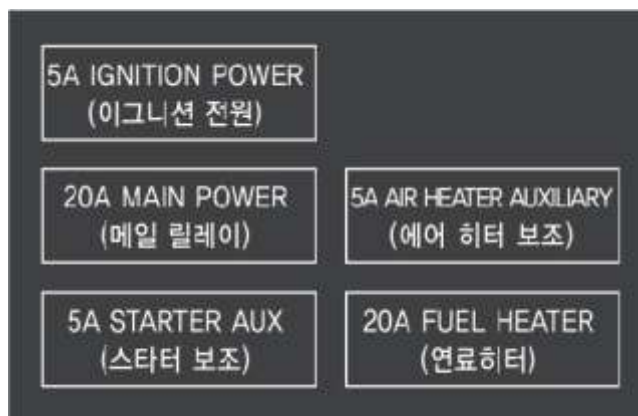 5A IGNITION POWER
(이그니션 전원)
20A MAIN POWER
(메일 릴레이)
5A AIR HEATER AUXILIARY
(에어 히터 보조)
5A STARTER AUX
(스타터 보조)
20A FUEL HEATER
(연료히터)